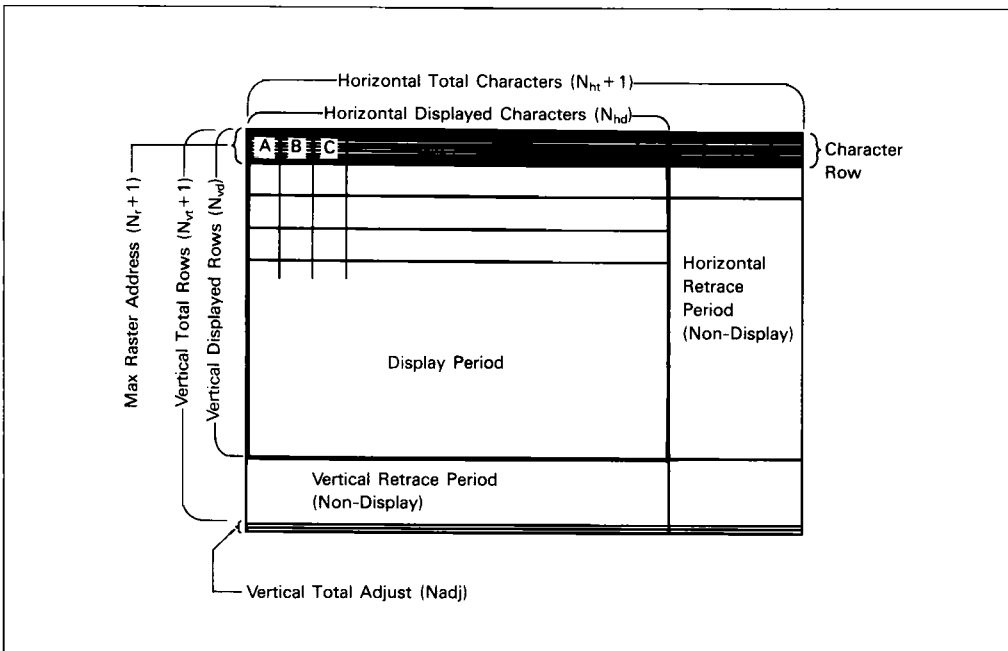 Horizontal Total Characters (Nht + 1)
Horizontal Displayed Characters (Nhd)
A B C
Character
Row
Max Raster Address (Nr + 1)
Vertical Total Rows (Nvt + 1)
Vertical Displayed Rows (Nvd)
Horizontal
Retrace
Period
(Non-Display)
Display Period
Vertical Retrace Period
(Non-Display)
Vertical Total Adjust (Nadj)